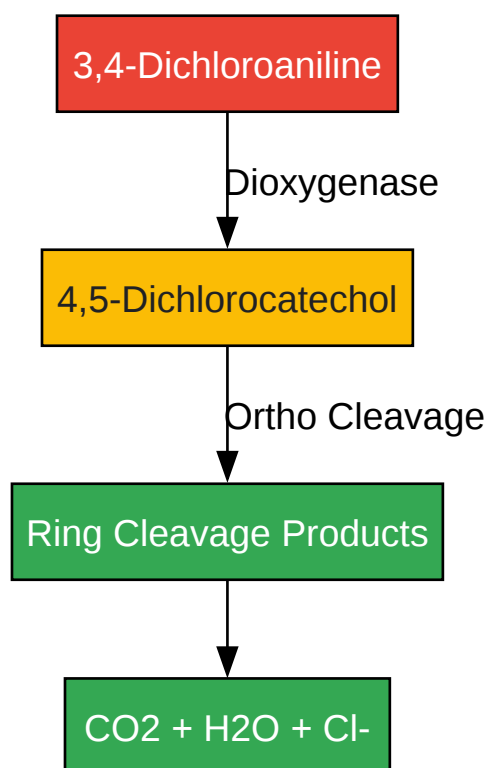 3,4-Dichloroaniline
Dioxygenase
4,5-Dichlorocatechol
Ortho Cleavage
Ring Cleavage Products
CO2 + H2O + Cl-